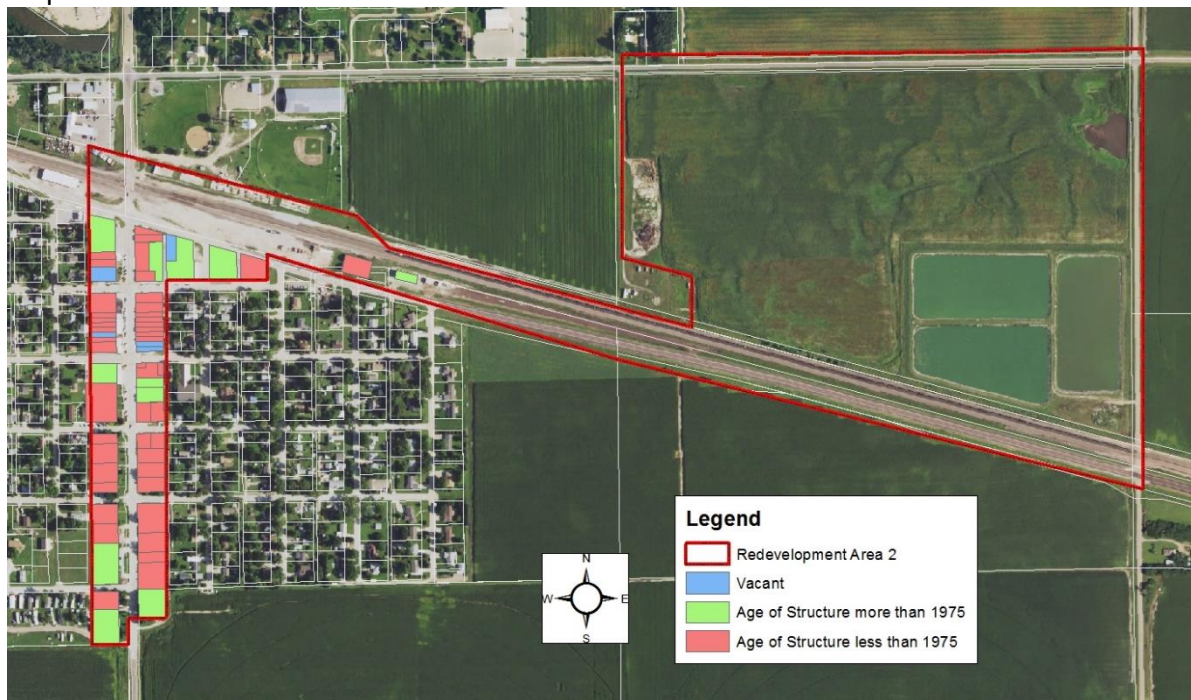 N
W E
S
Legend
Redevelopment Area 2
Vacant
Age of Structure more than 1975
Age of Structure less than 1975